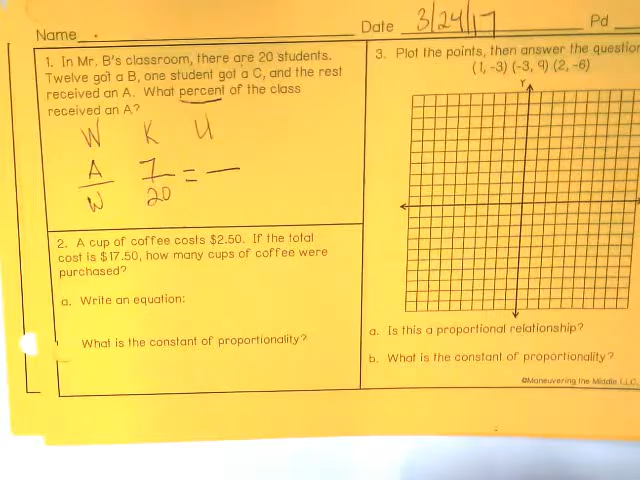 Name
Date 3/24/17 Pd
1. In Mr. B's classroom, there are 20 students.
Twelve got a B, one student got a C, and the rest
received an A. What percent of the class
received an A?
W K U
A 7 = —
W 20
2. A cup of coffee costs $2.50. If the total
cost is $17.50, how many cups of coffee were
purchased?
a. Write an equation:
What is the constant of proportionality?
3. Plot the points, then answer the question
(1, -3) (-3, 9) (2, -6)
Y
a. Is this a proportional relationship?
b. What is the constant of proportionality?
©Maneuvering the Middle LLC,